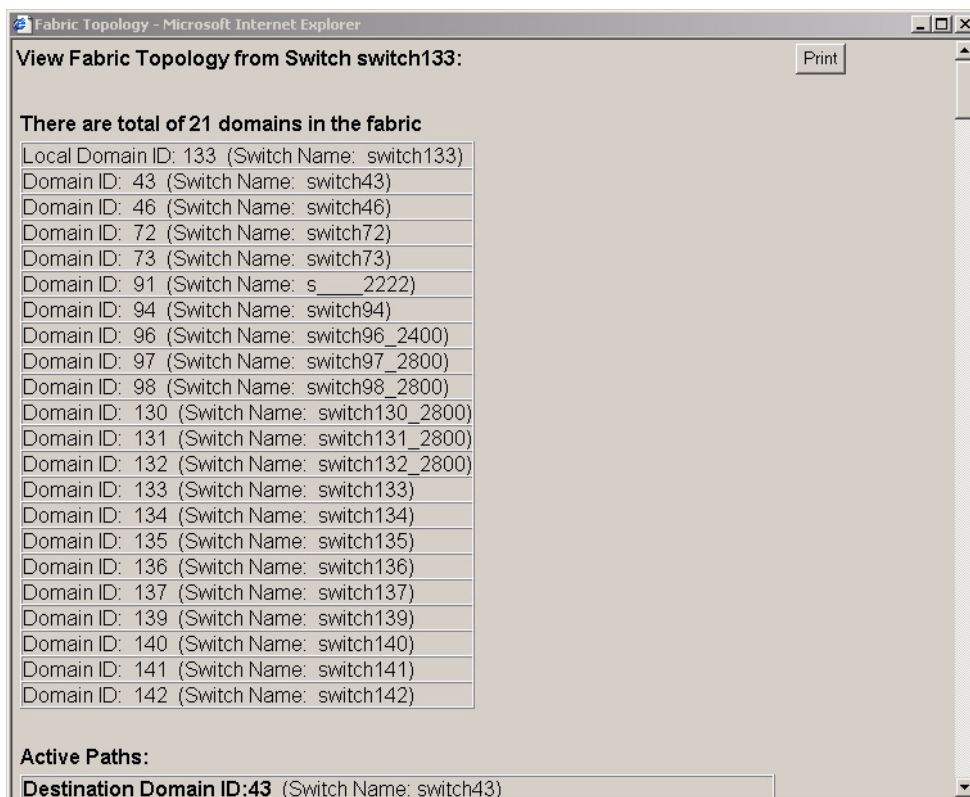 Fabric Topology - Microsoft Internet Explorer
View Fabric Topology from Switch switch133:
Print
There are total of 21 domains in the fabric
Local Domain ID: 133 (Switch Name: switch133)
Domain ID: 43 (Switch Name: switch43)
Domain ID: 46 (Switch Name: switch46)
Domain ID: 72 (Switch Name: switch72)
Domain ID: 73 (Switch Name: switch73)
Domain ID: 91 (Switch Name: s____2222)
Domain ID: 94 (Switch Name: switch94)
Domain ID: 96 (Switch Name: switch96_2400)
Domain ID: 97 (Switch Name: switch97_2800)
Domain ID: 98 (Switch Name: switch98_2800)
Domain ID: 130 (Switch Name: switch130_2800)
Domain ID: 131 (Switch Name: switch131_2800)
Domain ID: 132 (Switch Name: switch132_2800)
Domain ID: 133 (Switch Name: switch133)
Domain ID: 134 (Switch Name: switch134)
Domain ID: 135 (Switch Name: switch135)
Domain ID: 136 (Switch Name: switch136)
Domain ID: 137 (Switch Name: switch137)
Domain ID: 139 (Switch Name: switch139)
Domain ID: 140 (Switch Name: switch140)
Domain ID: 141 (Switch Name: switch141)
Domain ID: 142 (Switch Name: switch142)
Active Paths:
Destination Domain ID:43 (Switch Name: switch43)